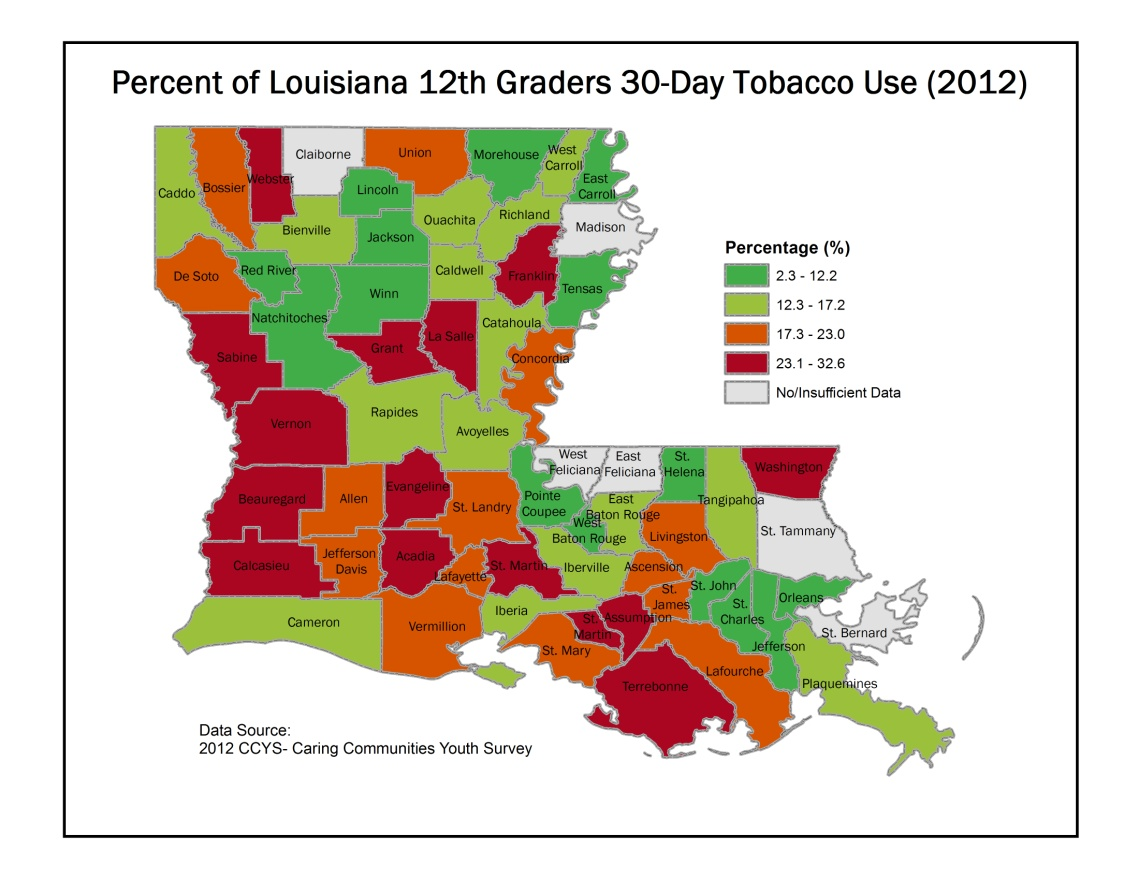 Percent of Louisiana 12th Graders 30-Day Tobacco Use (2012)
Claiborne
Union
Morehouse
West
Carroll
East
Carroll
Caddo
Bossier
Webster
Lincoln
Ouachita
Richland
Madison
Bienville
Jackson
De Soto
Red River
Caldwell
Franklin
Tensas
Winn
Natchitoches
Catahoula
Sabine
Grant
La Salle
Concordia
Rapides
Vernon
Avoyelles
West
Feliciana
East
Feliciana
St.
Helena
Washington
Beauregard
Allen
Evangeline
St. Landry
Pointe
Coupee
East
Baton Rouge
West
Baton Rouge
Tangipahoa
Livingston
St. Tammany
Calcasieu
Jefferson
Davis
Acadia
Lafayette
St. Martin
Iberville
Ascension
St. John
St.
James
St.
Charles
Orleans
Cameron
Vermillion
Iberia
St.
Martin
Assumption
St. Mary
Jefferson
St. Bernard
Lafourche
Terrebonne
Plaquemines
Percentage (%)
2.3 - 12.2
12.3 - 17.2
17.3 - 23.0
23.1 - 32.6
No/Insufficient Data
Data Source:
2012 CCYS- Caring Communities Youth Survey